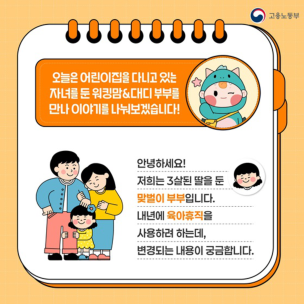 고용노동부
오늘은 어린이집을 다니고 있는
자녀를 둔 워킹맘&대디 부부를
만나 이야기를 나눠보겠습니다!
안녕하세요!
저희는 3살된 딸을 둔
맞벌이 부부입니다.
내년에 육아휴직을
사용하려 하는데,
변경되는 내용이 궁금합니다.